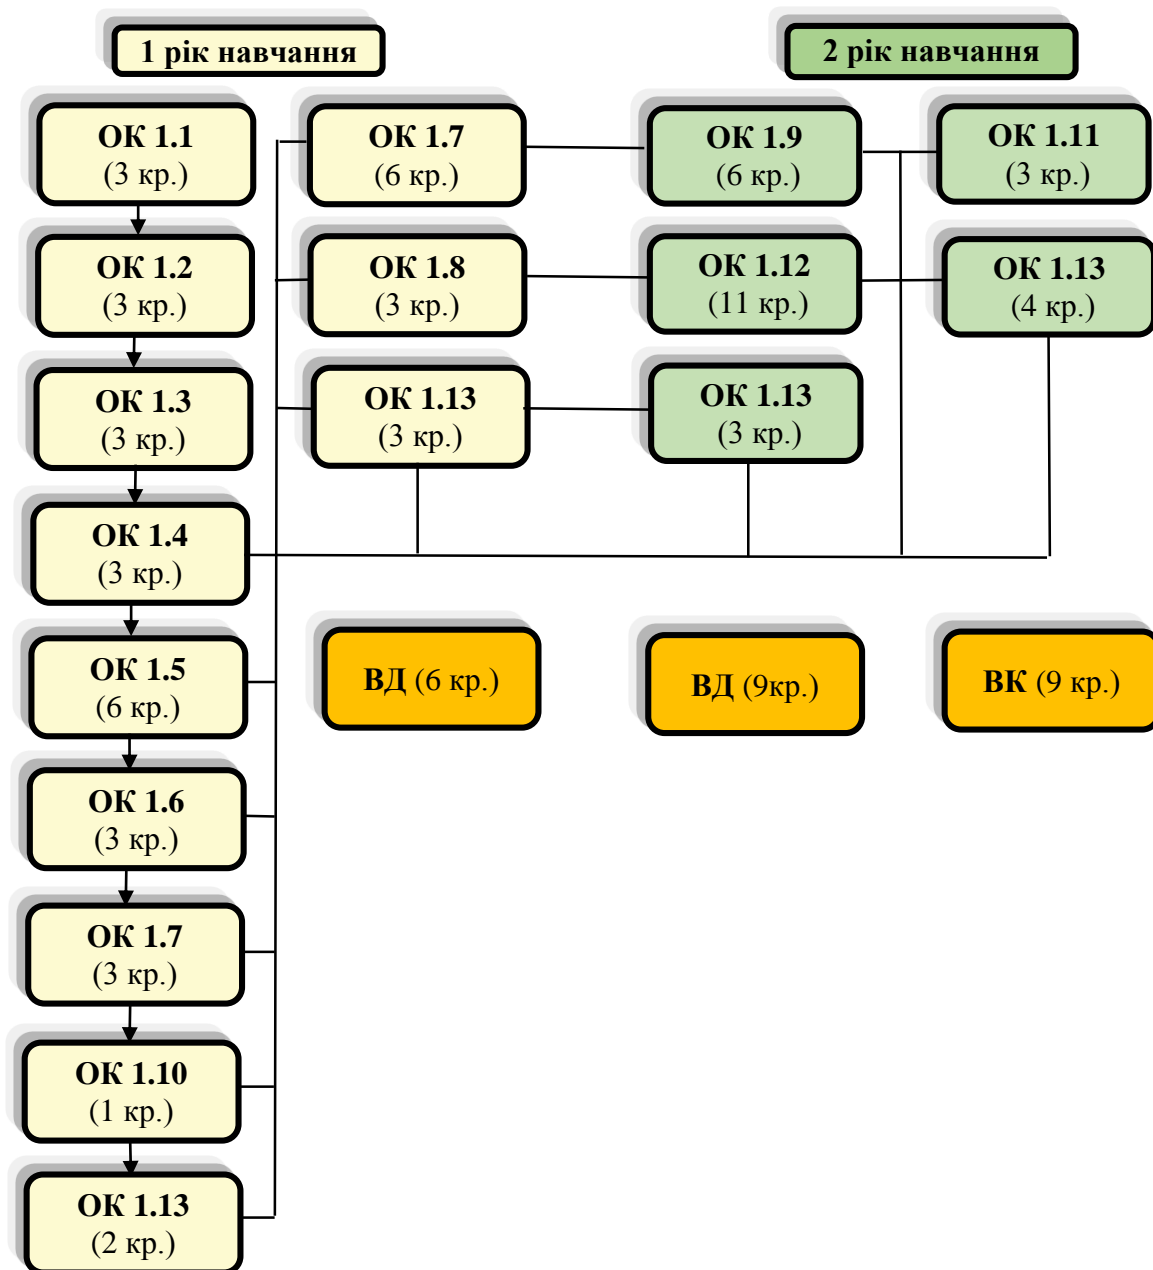 1 рік навчання
2 рік навчання
ОК 1.1
(3 кр.)
ОК 1.2
(3 кр.)
ОК 1.3
(3 кр.)
ОК 1.4
(3 кр.)
ОК 1.5
(6 кр.)
ОК 1.6
(3 кр.)
ОК 1.7
(3 кр.)
ОК 1.10
(1 кр.)
ОК 1.13
(2 кр.)
ОК 1.7
(6 кр.)
ОК 1.8
(3 кр.)
ОК 1.13
(3 кр.)
ВД (6 кр.)
ОК 1.9
(6 кр.)
ОК 1.12
(11 кр.)
ОК 1.13
(3 кр.)
ВД (9кр.)
ОК 1.11
(3 кр.)
ОК 1.13
(4 кр.)
ВК (9 кр.)